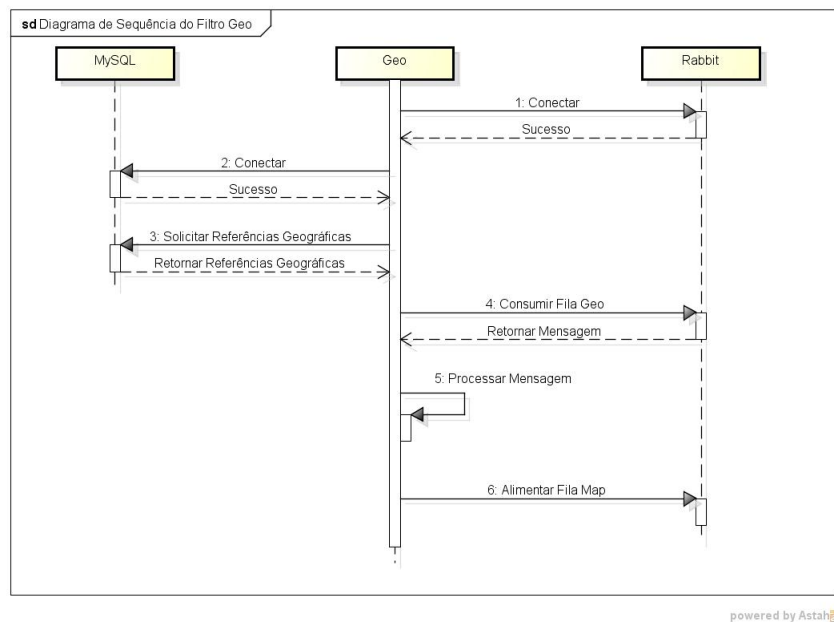 sd Diagrama de Sequência do Filtro Geo
MySQL
Geo
Rabbit
1: Conectar
Sucesso
2: Conectar
Sucesso
3: Solicitar Referências Geográficas
Retornar Referências Geográficas
4: Consumir Fila Geo
Retornar Mensagem
5: Processar Mensagem
6: Alimentar Fila Map
powered by Astah